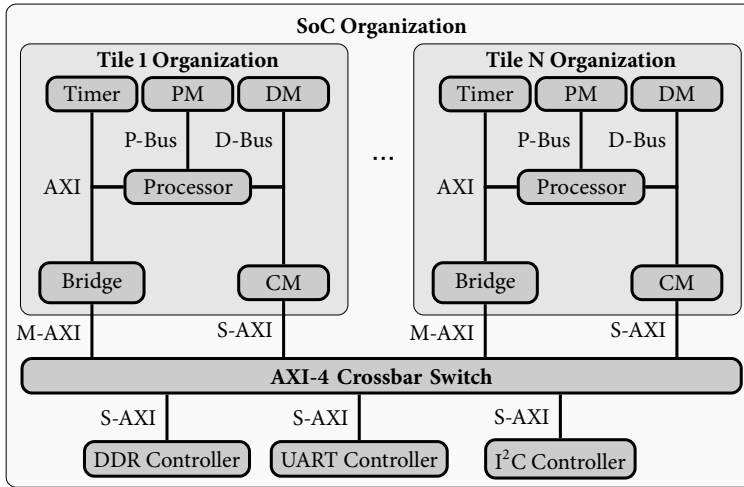 SoC Organization
Tile 1 Organization
Timer
PM
DM
P-Bus
D-Bus
AXI
Processor
Bridge
CM
M-AXI
S-AXI
...
Tile N Organization
Timer
PM
DM
P-Bus
D-Bus
AXI
Processor
Bridge
CM
M-AXI
S-AXI
AXI-4 Crossbar Switch
S-AXI
S-AXI
S-AXI
DDR Controller
UART Controller
I²C Controller